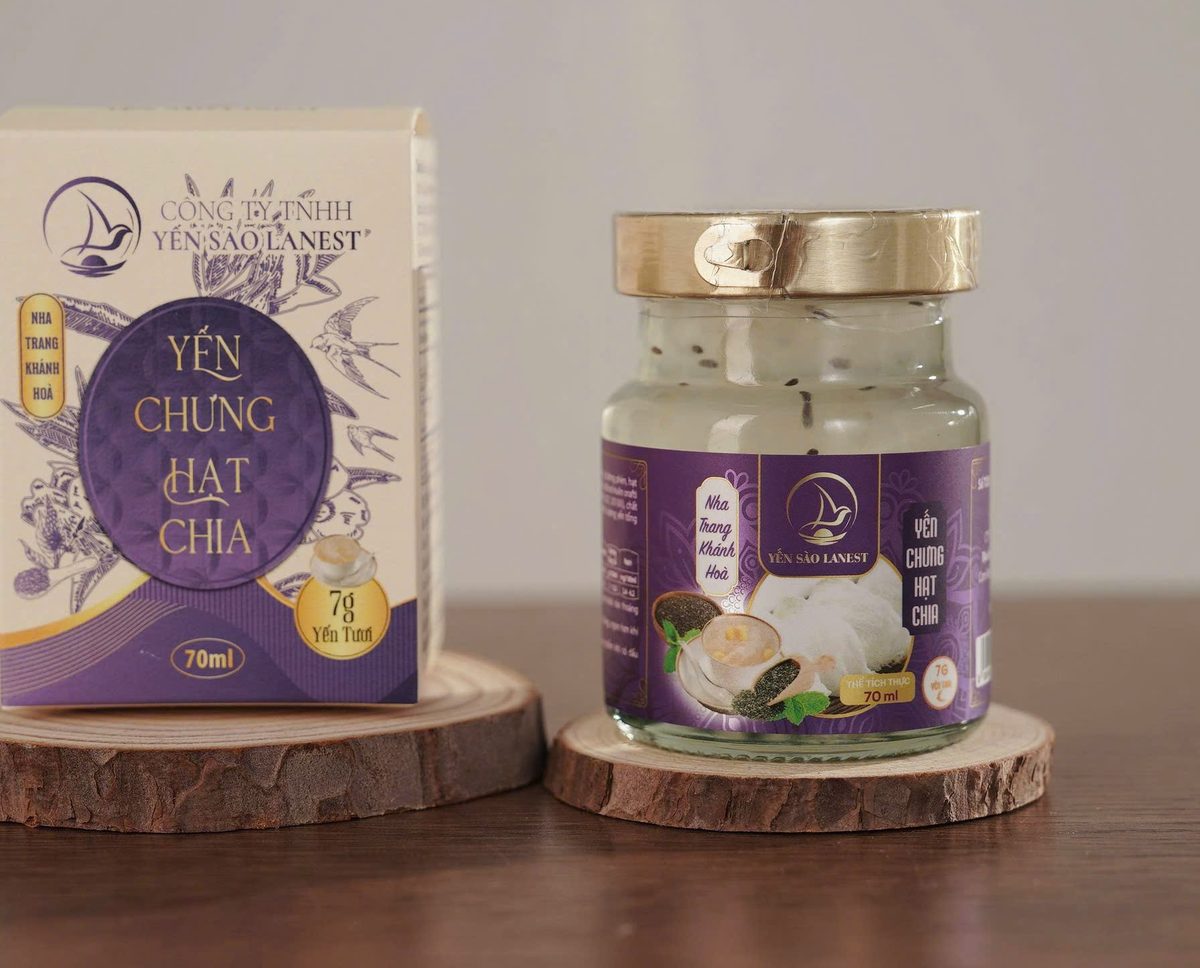 CÔNG TY TNHH
YẾN SÀO LANEST
NHA
TRANG
KHÁNH
HOÀ
YẾN
CHƯNG
HẠT
CHIA
7g
Yến Tươi
70ml
Nha
Trang
Khánh
Hoà
YẾN SÀO LANEST
YẾN
CHƯNG
HẠT
CHIA
THỂ TÍCH THỰC
70 ml
7G